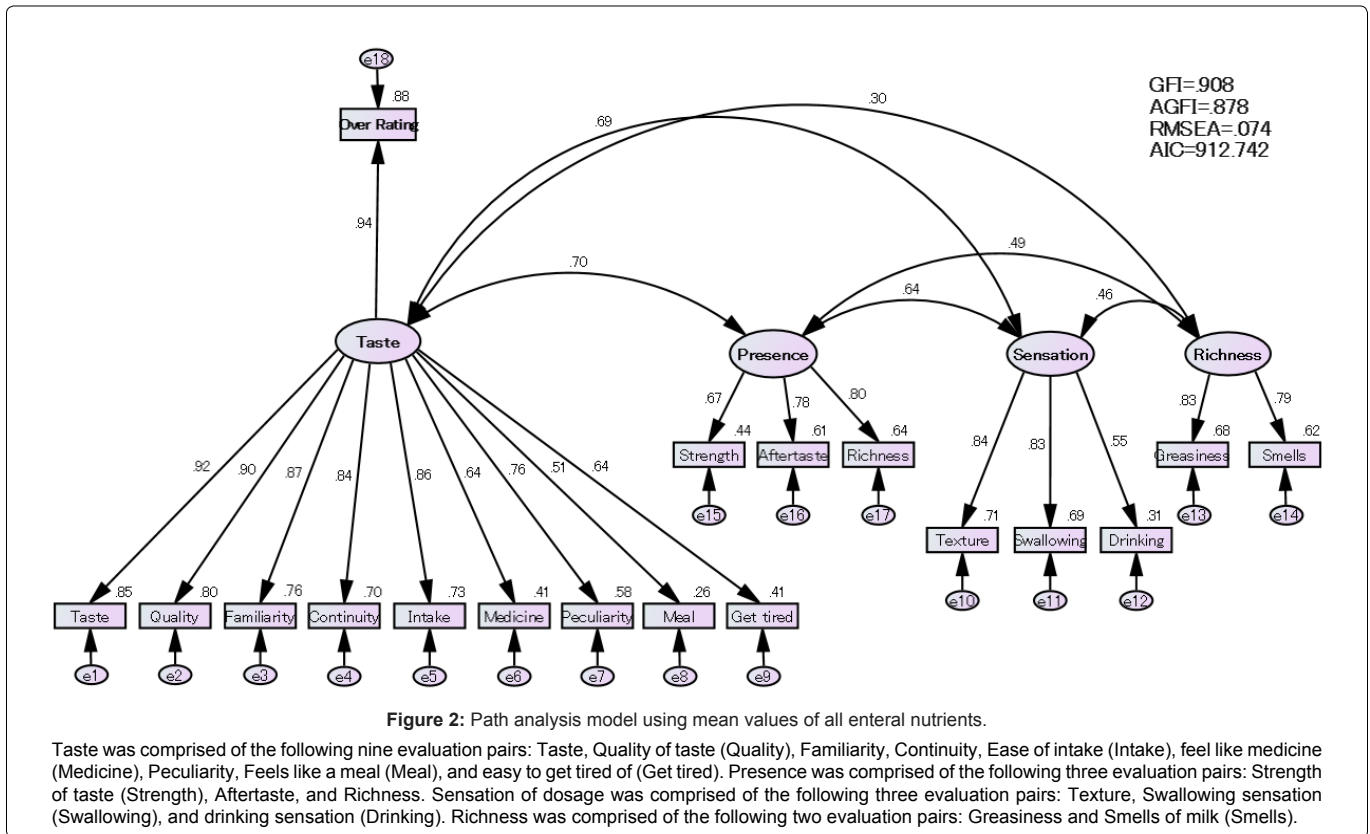 e18
.88
Over Rating
GFI=.908
AGFI=.878
RMSEA=.074
AIC=912.742
.30
.69
.94
.70
.49
.64
.46
Taste
Presence
Sensation
Richness
.67
.78
.80
.83
.79
.44
.61
.64
.68
.62
Strength
Aftertaste
Richness
Greasiness
Smells
e15
e16
e17
e13
e14
.84
.83
.55
.71
.69
.31
Texture
Swallowing
Drinking
e10
e11
e12
.92
.90
.87
.84
.86
.64
.76
.51
.64
.85
.80
.76
.70
.73
.41
.58
.26
.41
Taste
Quality
Familiarity
Continuity
Intake
Medicine
Peculiarity
Meal
Get tired
e1
e2
e3
e4
e5
e6
e7
e8
e9
Figure 2: Path analysis model using mean values of all enteral nutrients.
Taste was comprised of the following nine evaluation pairs: Taste, Quality of taste (Quality), Familiarity, Continuity, Ease of intake (Intake), feel like medicine
(Medicine), Peculiarity, Feels like a meal (Meal), and easy to get tired of (Get tired). Presence was comprised of the following three evaluation pairs: Strength
of taste (Strength), Aftertaste, and Richness. Sensation of dosage was comprised of the following three evaluation pairs: Texture, Swallowing sensation
(Swallowing), and drinking sensation (Drinking). Richness was comprised of the following two evaluation pairs: Greasiness and Smells of milk (Smells).